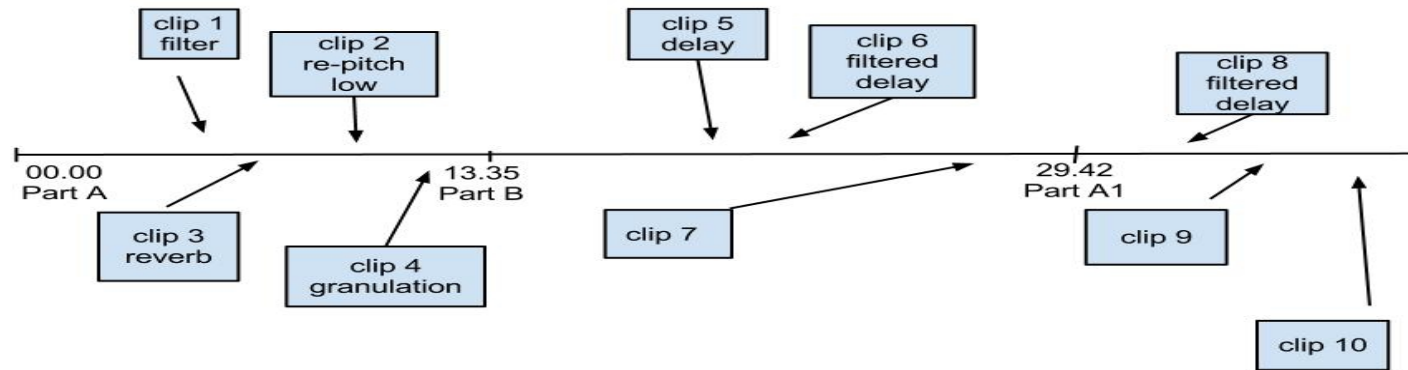 clip 1
filter
clip 2
re-pitch
low
clip 5
delay
clip 6
filtered
delay
clip 8
filtered
delay
00.00
Part A
13.35
Part B
29.42
Part A1
clip 3
reverb
clip 4
granulation
clip 7
clip 9
clip 10